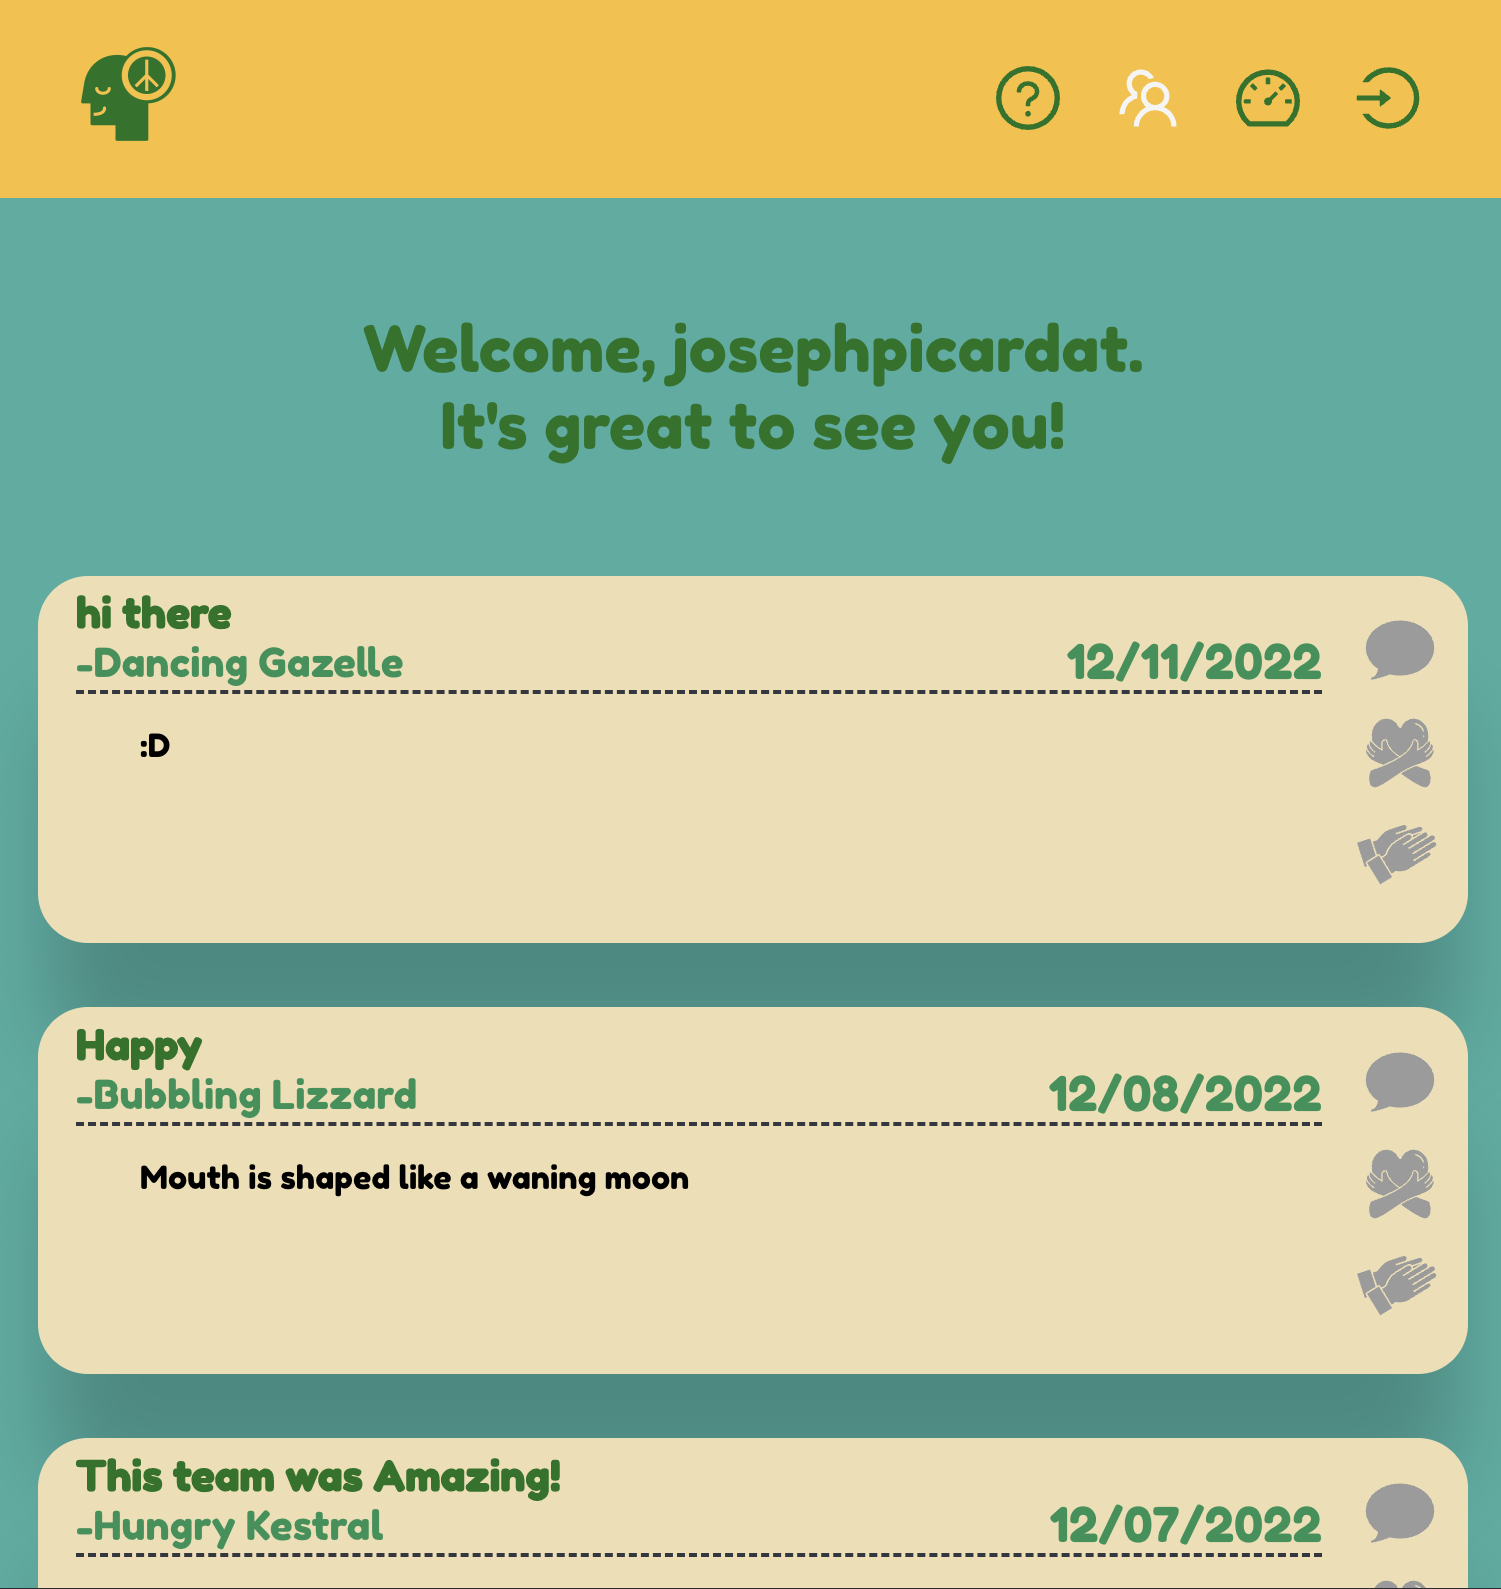 Welcome, josephpicardat.
It's great to see you!
hi there
-Dancing Gazelle
12/11/2022
:D
Happy
-Bubbling Lizzard
12/08/2022
Mouth is shaped like a waning moon
This team was Amazing!
-Hungry Kestral
12/07/2022